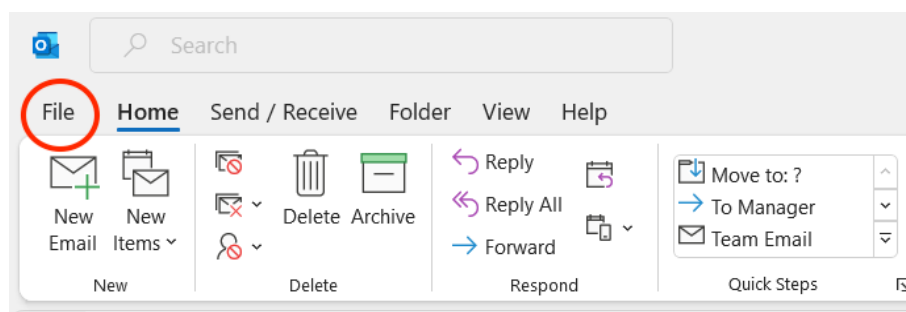 Search
File Home Send / Receive Folder View Help
New Email
New Items
Delete
Archive
Reply
Reply All
Forward
Move to: ?
To Manager
Team Email
New
Delete
Respond
Quick Steps